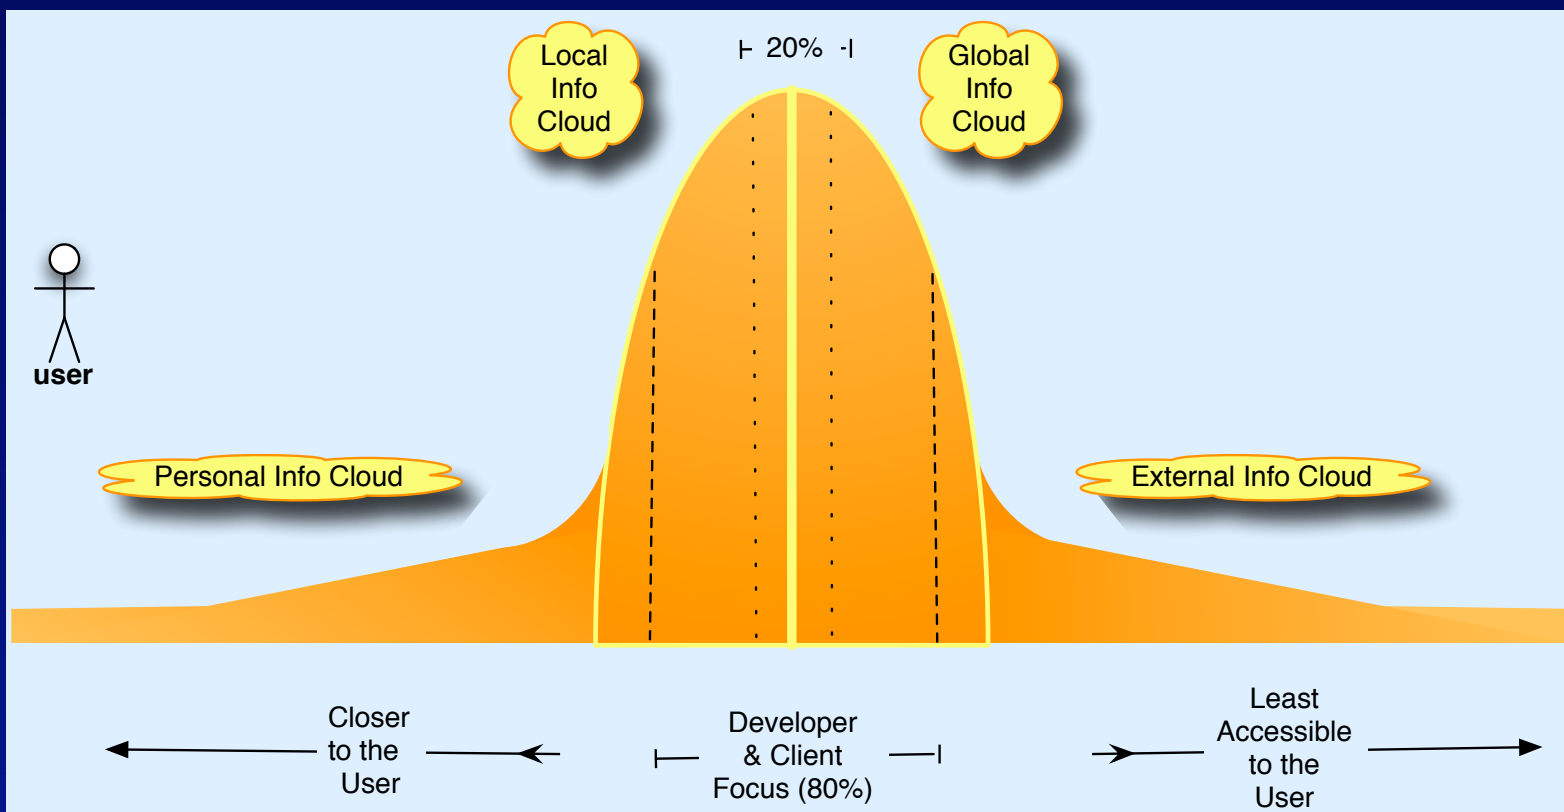 Local
Info
Cloud
20%
Global
Info
Cloud
user
Personal Info Cloud
External Info Cloud
Closer
to the
User
Developer
& Client
Focus (80%)
Least
Accessible
to the
User